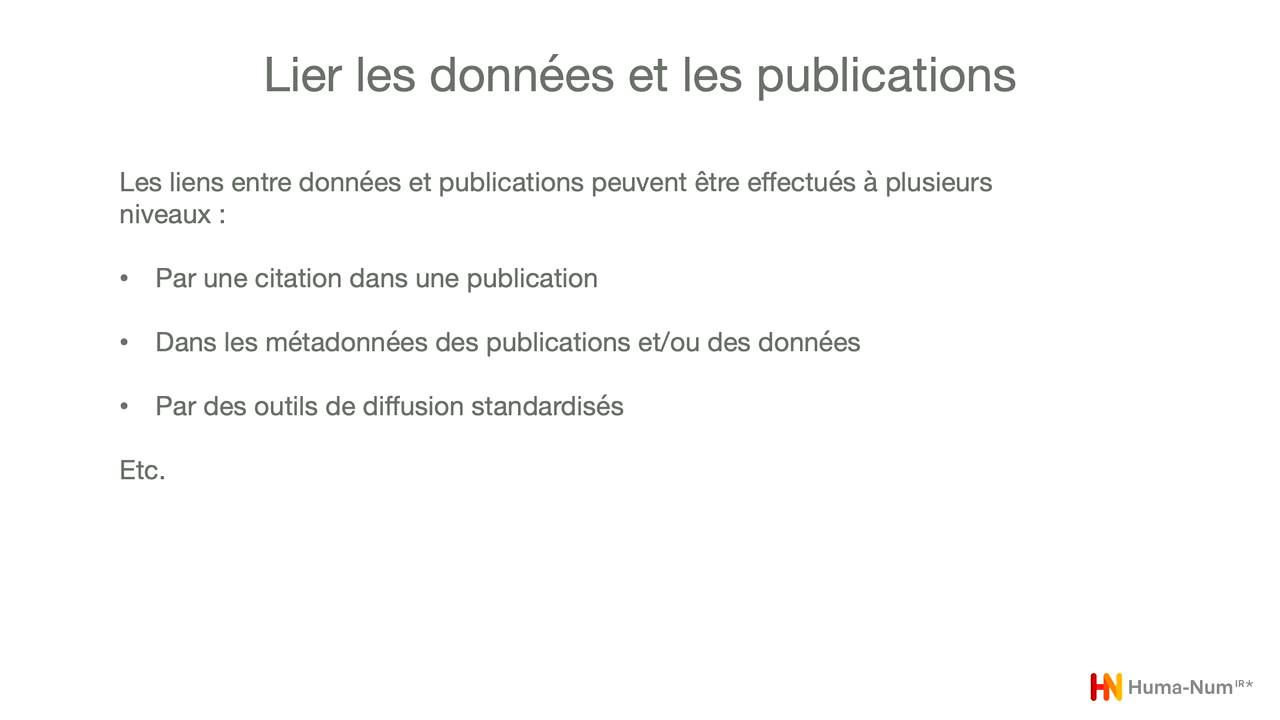 Lier les données et les publications
Les liens entre données et publications peuvent être effectués à plusieurs
niveaux :
• Par une citation dans une publication
• Dans les métadonnées des publications et/ou des données
• Par des outils de diffusion standardisés
Etc.
HN Huma-Num IR*